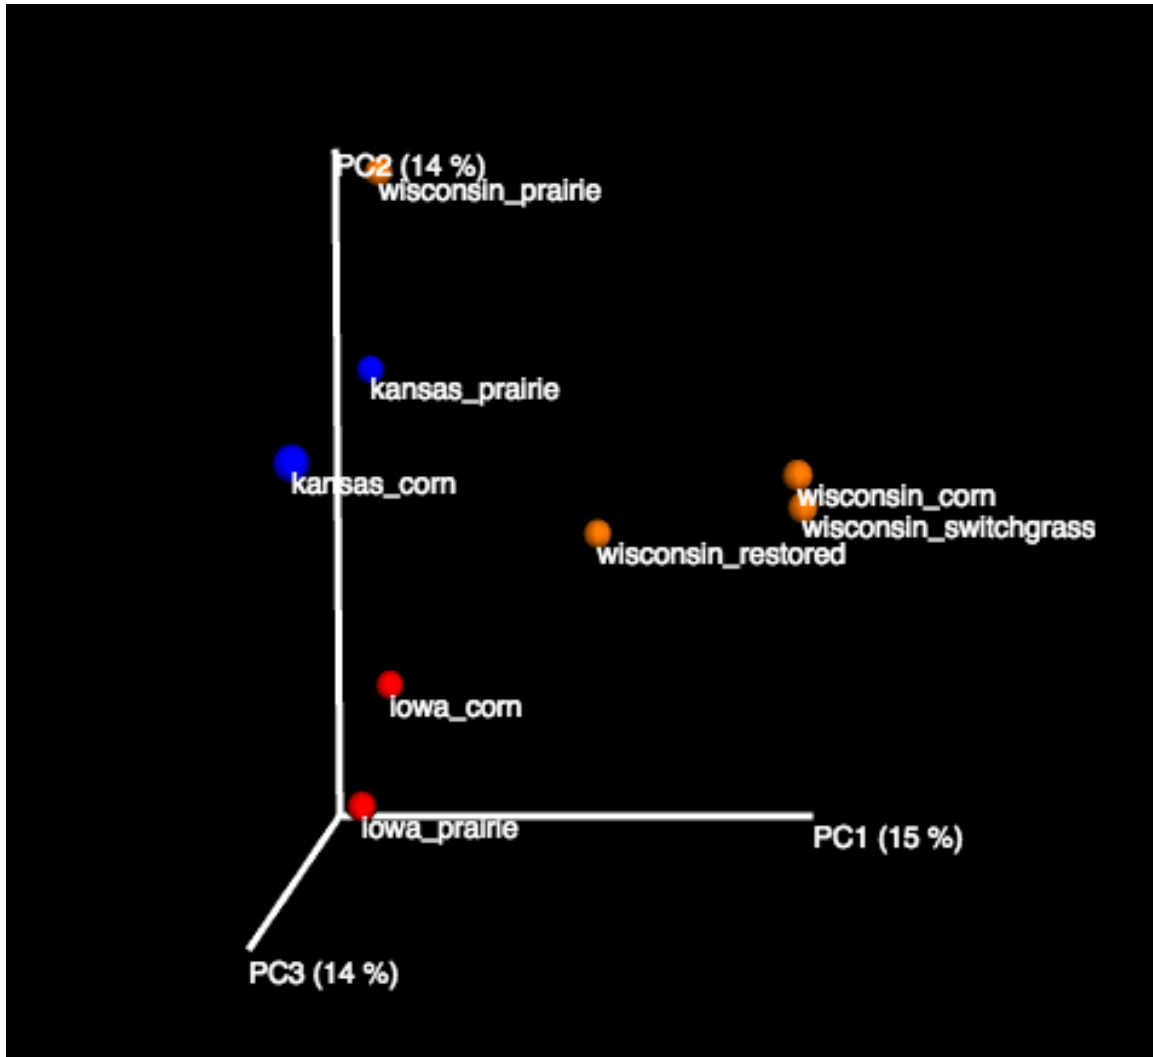 PC2 (14 %)
wisconsin_prairie
kansas_prairie
kansas_corn
wisconsin_corn
wisconsin_switchgrass
wisconsin_restored
iowa_corn
iowa_prairie
PC1 (15 %)
PC3 (14 %)